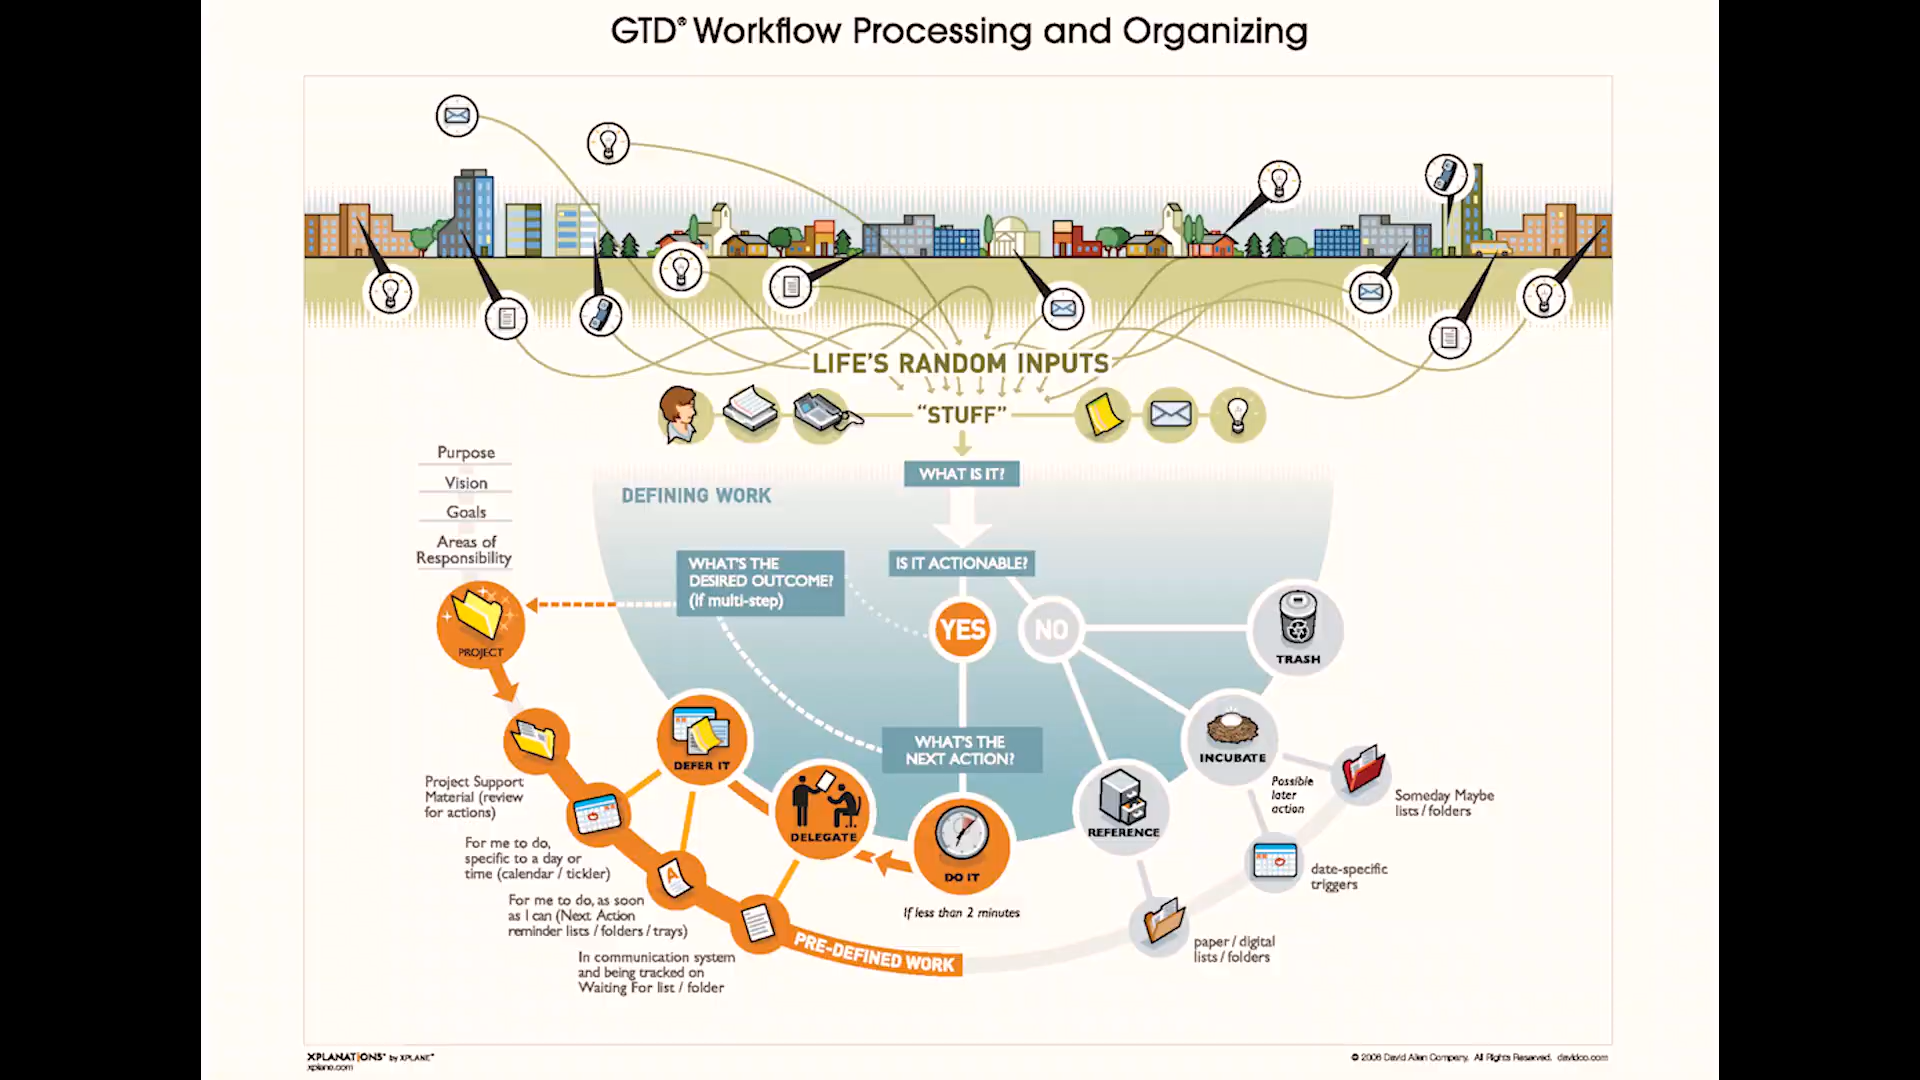 GTD® Workflow Processing and Organizing
LIFE'S RANDOM INPUTS
"STUFF"
WHAT IS IT?
DEFINING WORK
Purpose
Vision
Goals
Areas of
Responsibility
WHAT'S THE
DESIRED OUTCOME?
(If multi-step)
IS IT ACTIONABLE?
YES
NO
PROJECT
TRASH
DEFER IT
WHAT'S THE
NEXT ACTION?
INCUBATE
Possible
later
action
Someday Maybe
lists / folders
DELEGATE
DO IT
If less than 2 minutes
REFERENCE
date-specific
triggers
paper / digital
lists / folders
Project Support
Material (review
for actions)
For me to do,
specific to a day or
time (calendar / tickler)
A
For me to do, as soon
as I can (Next Action
reminder lists / folders / trays)
In communication system
and being tracked on
Waiting For list / folder
PRE-DEFINED WORK
XPLANATiONS™ by XPLANE™
xplane.com
© 2006 David Allen Company. All Rights Reserved. davidco.com